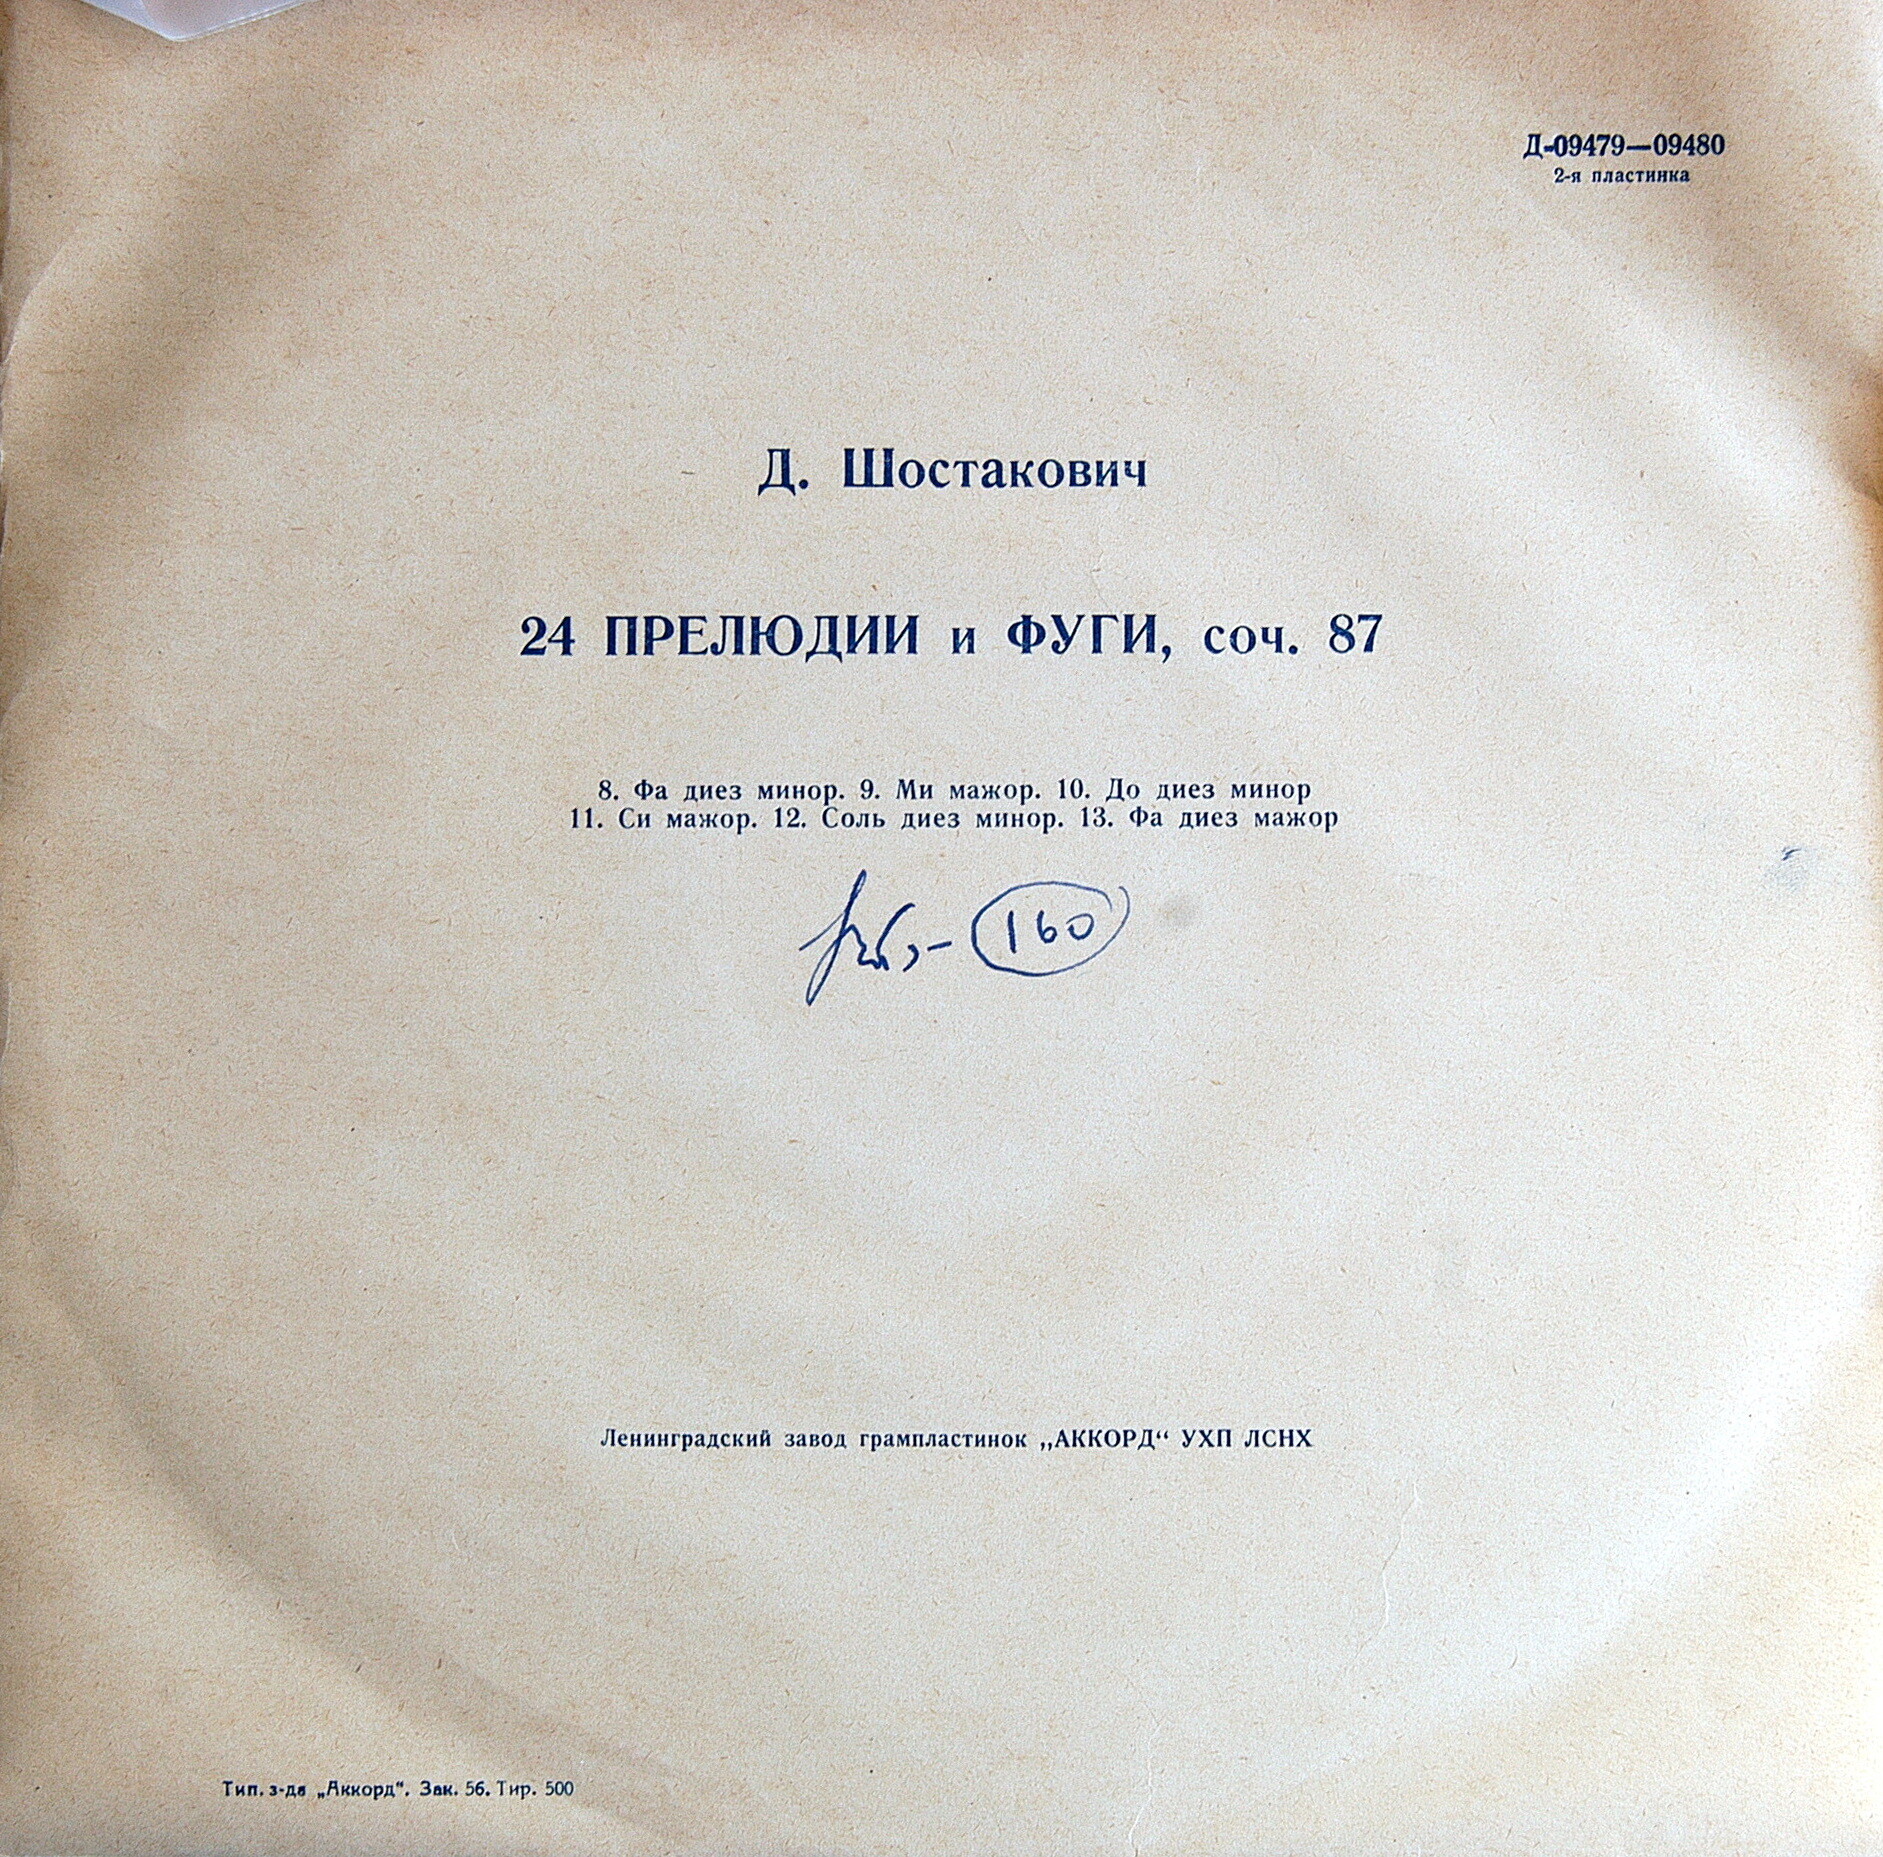 Д-09479—09480
2-я пластинка
Д. Шостакович
24 ПРЕЛЮДИИ и ФУГИ, соч. 87
8. Фа диез минор. 9. Ми мажор. 10. До диез минор
11. Си мажор. 12. Соль диез минор. 13. Фа диез мажор
160
Ленинградский завод грампластинок „АККОРД“ УХП ЛСНХ
Тип. з-да „Аккорд“. Зак. 56. Тир. 500